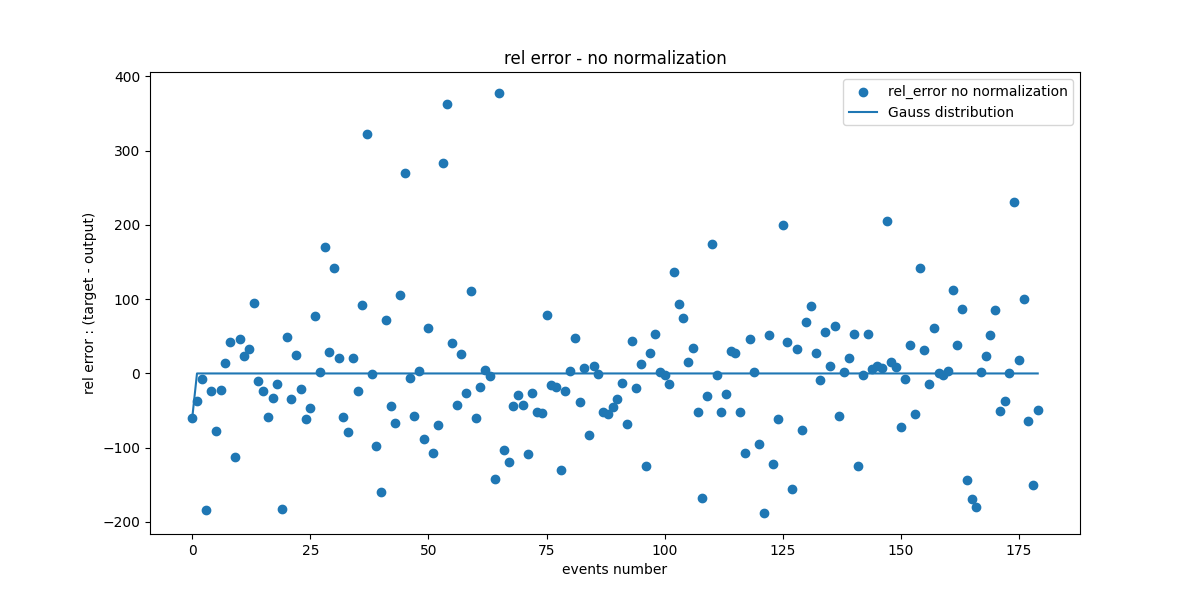 rel error - no normalization
rel_error no normalization
Gauss distribution
rel error : (target - output)
400
300
200
100
0
−100
−200
0 25 50 75 100 125 150 175
events number